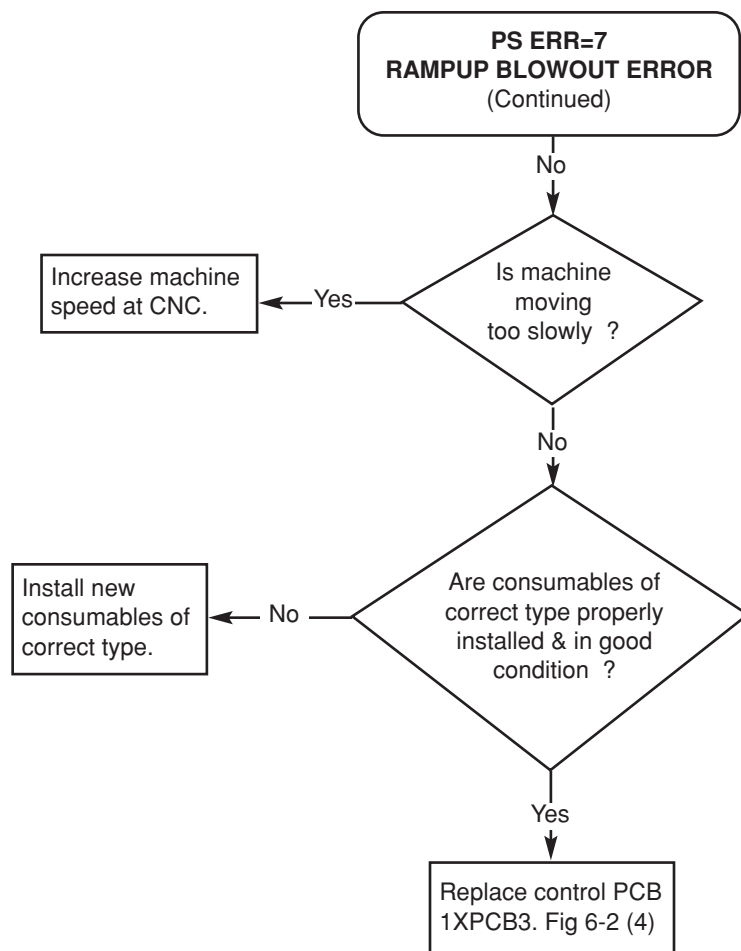 PS ERR=7
RAMPUP BLOWOUT ERROR
(Continued)
No
Is machine
moving
too slowly ?
Yes
Increase machine
speed at CNC.
No
Are consumables of
correct type properly
installed & in good
condition ?
No
Install new
consumables of
correct type.
Yes
Replace control PCB
1XPCB3. Fig 6-2 (4)